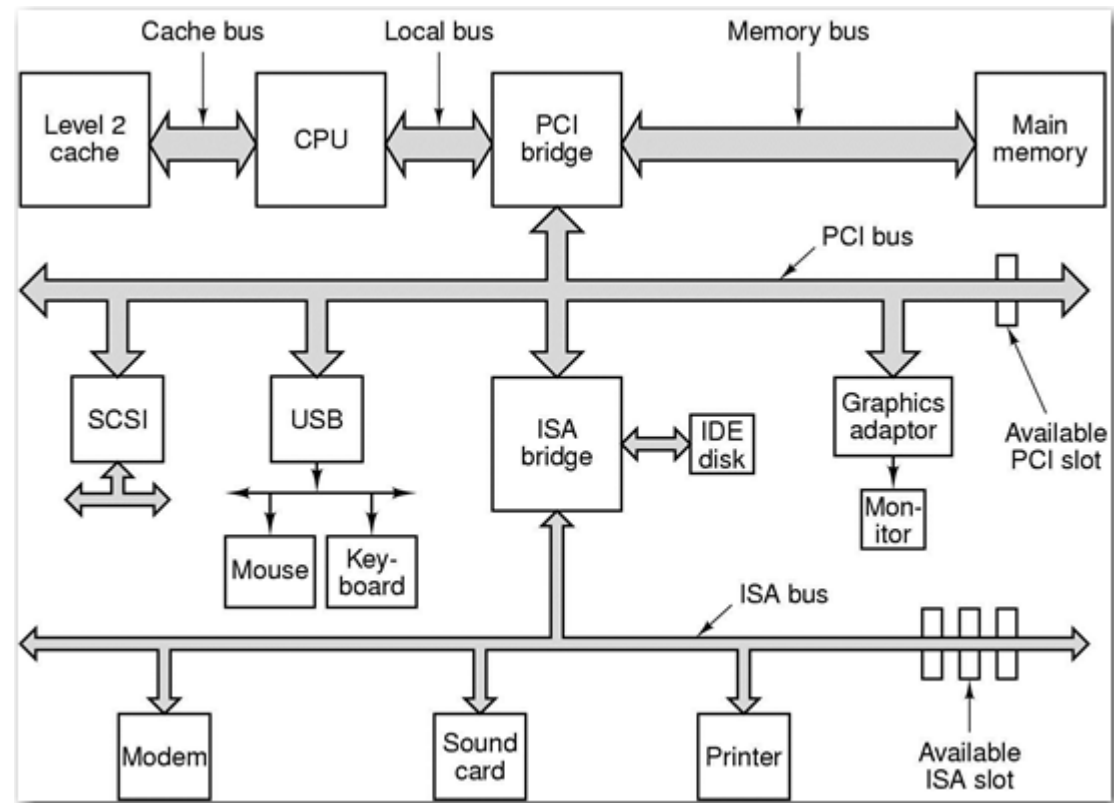 Cache bus
Local bus
Memory bus
Level 2
cache
CPU
PCI
bridge
Main
memory
PCI bus
SCSI
USB
ISA
bridge
IDE
disk
Graphics
adaptor
Available
PCI slot
Mon-
itor
Mouse
Key-
board
ISA bus
Modem
Sound
card
Printer
Available
ISA slot